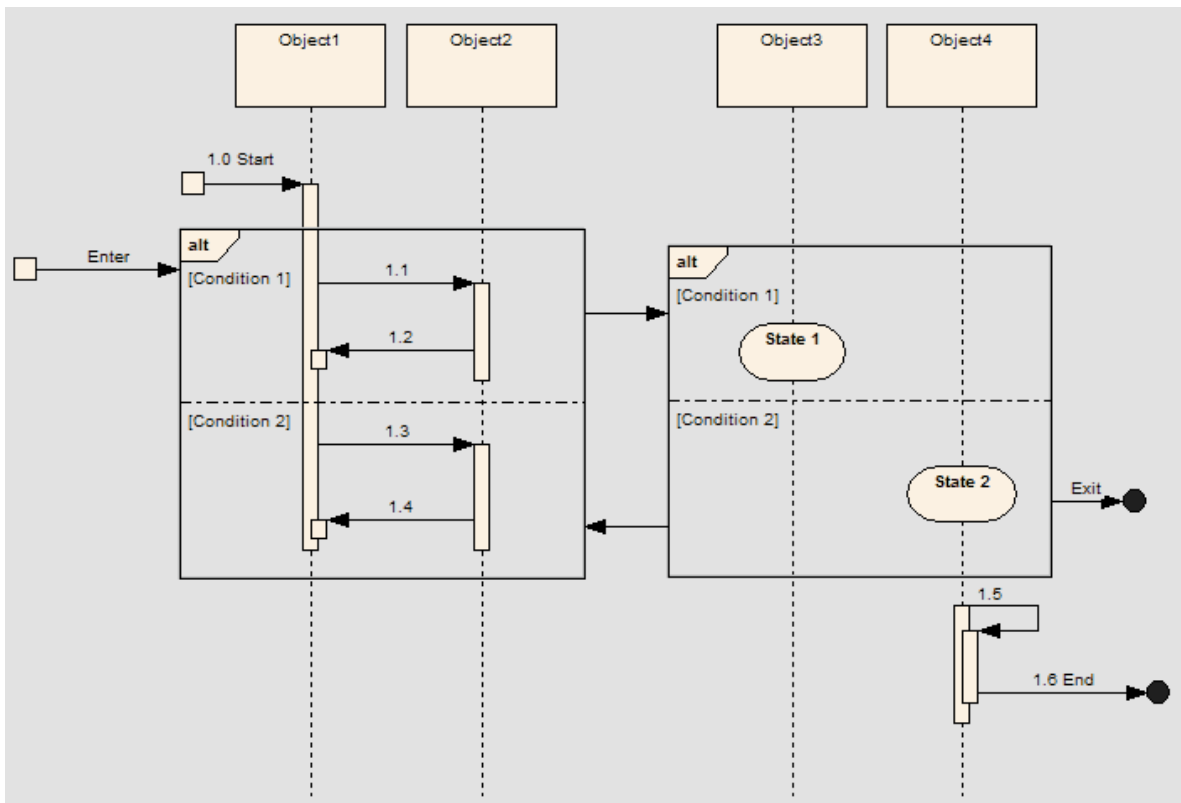 Object1
Object2
Object3
Object4
1.0 Start
Enter
alt
[Condition 1]
1.1
1.2
[Condition 2]
1.3
1.4
alt
[Condition 1]
State 1
[Condition 2]
State 2
Exit
1.5
1.6 End